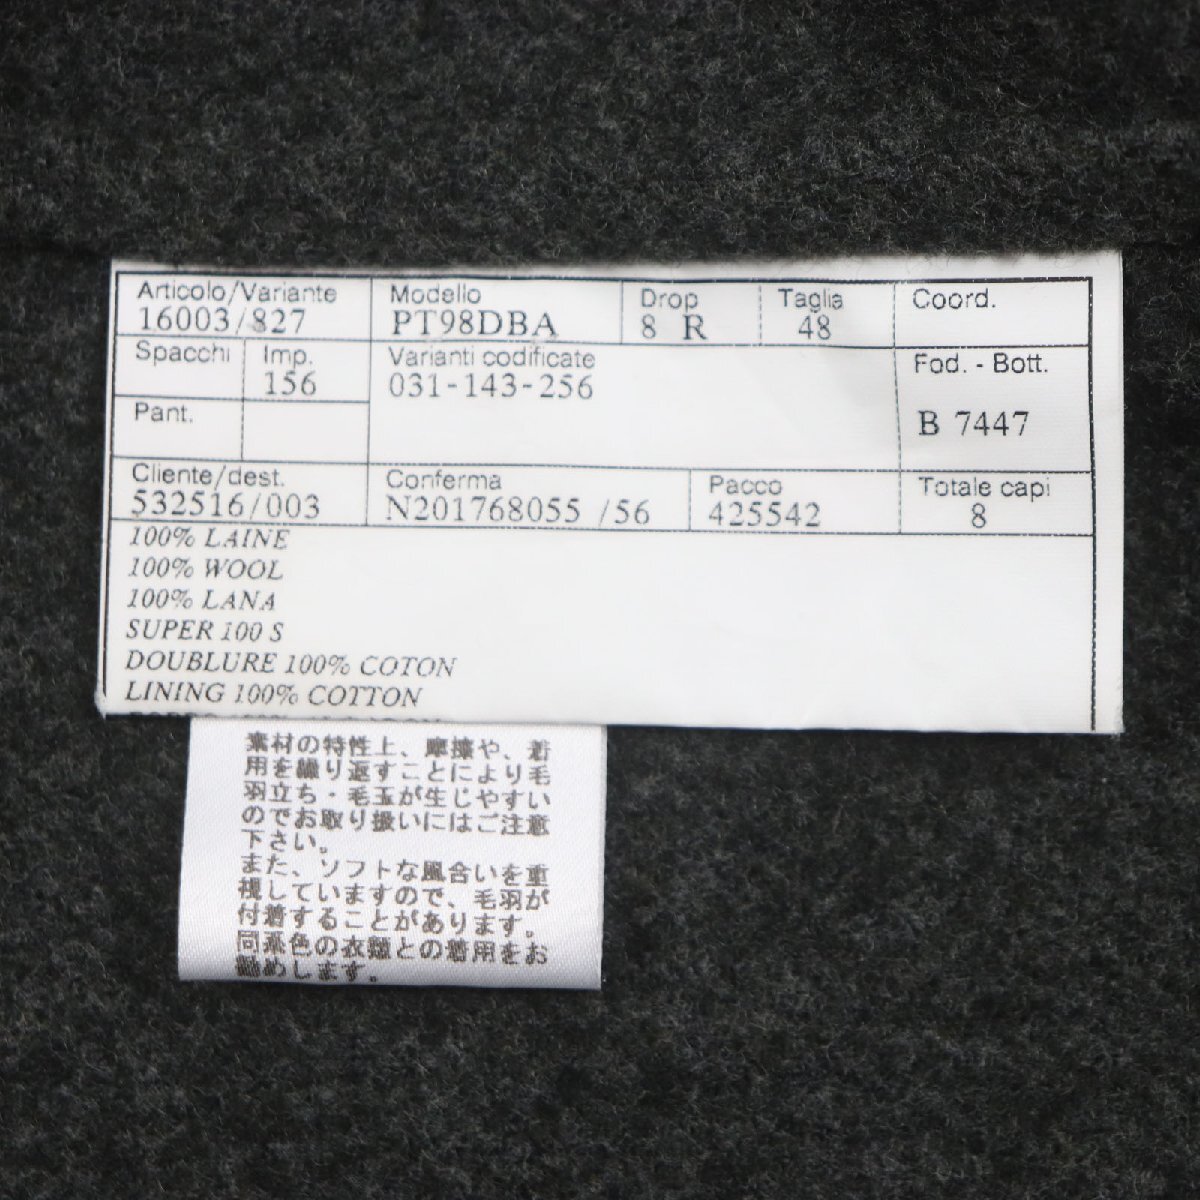 Articolo/Variante Modello Drop Taglia Coord.
16003/827 PT98DBA 8 R 48
Spacchi Imp. Varianti codificate Fod. - Bott.
156 031-143-256
Pant. B 7447
Cliente/dest. Conferma Pacco Totale capi
532516/003 N201768055 /56 425542 8
100% LAINE
100% WOOL
100% LANA
SUPER 100 S
DOUBLURE 100% COTON
LINING 100% COTTON
素材の特性上、摩擦や、着
用を繰り返すことにより毛
羽立ち・毛玉が生じやすい
のでお取り扱いにはご注意
下さい。
また、ソフトな風合いを重
視していますので、毛羽が
付着することがあります。
同系色の衣類との着用をお
勧めします。